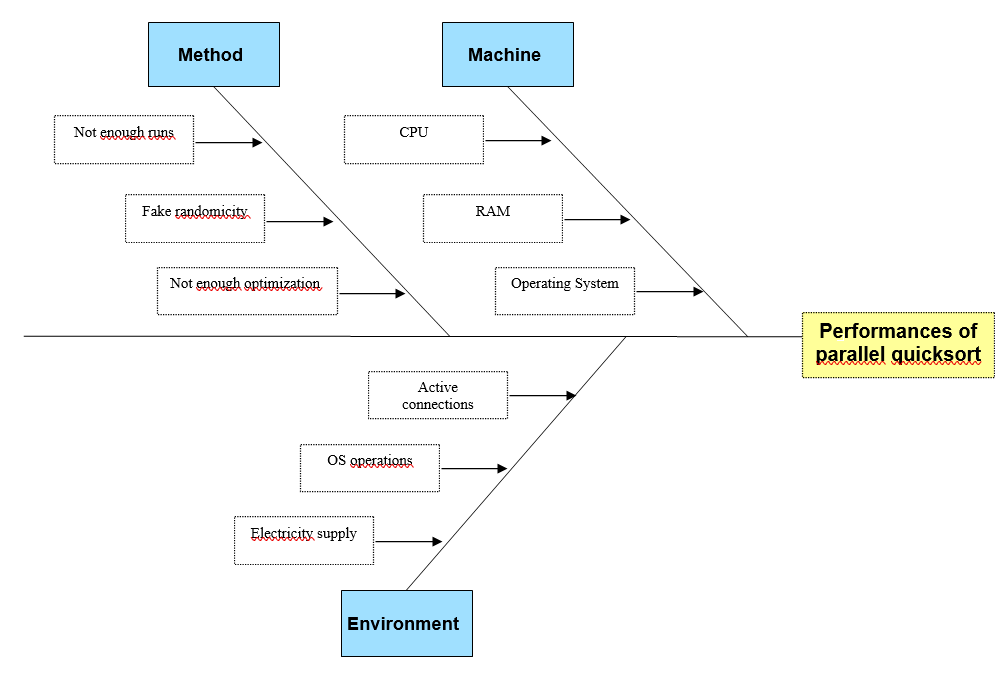 Method
Machine
Not enough runs
CPU
Fake randomicity
RAM
Not enough optimization
Operating System
Performances of
parallel quicksort
Active
connections
OS operations
Electricity supply
Environment